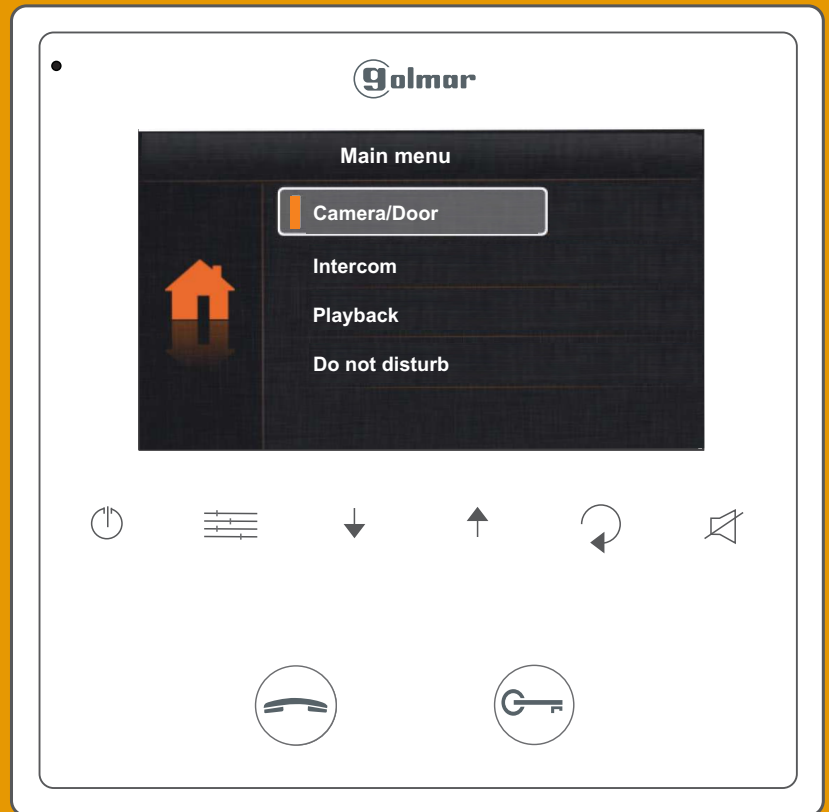 golmar
Main menu
Camera/Door
Intercom
Playback
Do not disturb